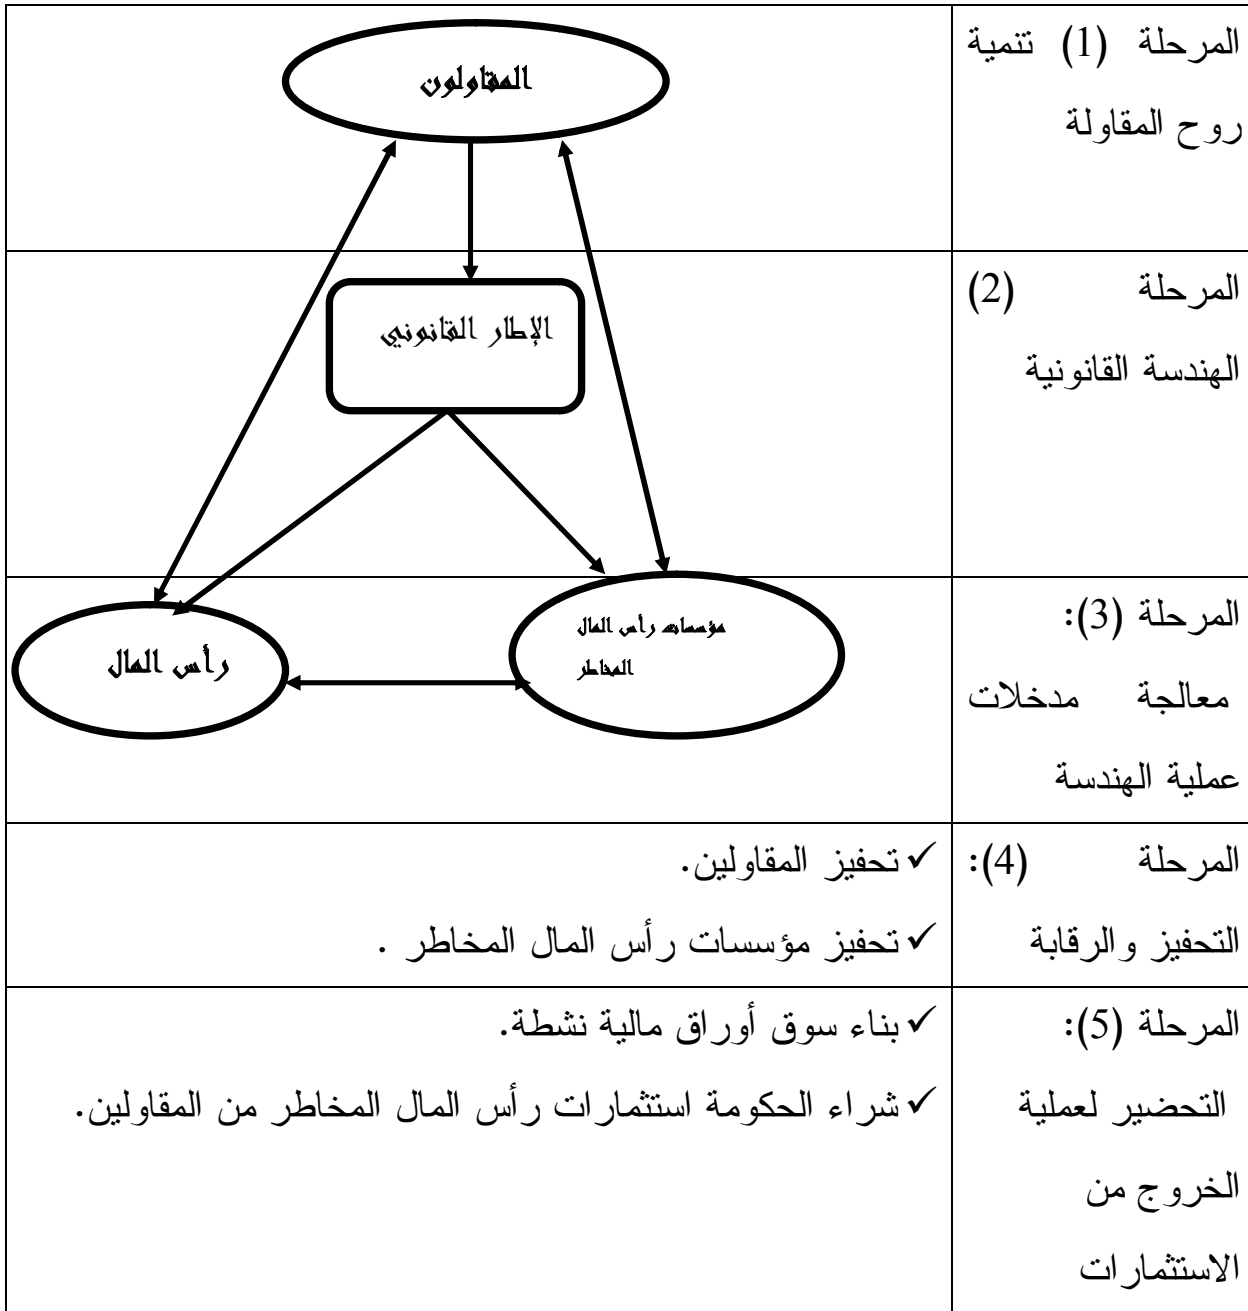 المرحلة (1) تنمية
روح المقاولة
المقاولون
المرحلة (2)
الهندسة القانونية
الإطار القانوني
المرحلة (3):
معالجة مدخلات
عملية الهندسة
مؤسسات رأس المال
المخاطر
رأس المال
المرحلة (4):
التحفيز والرقابة
✓ تحفيز المقاولين.
✓ تحفيز مؤسسات رأس المال المخاطر .
المرحلة (5):
التحضير لعملية
الخروج من
الاستثمارات
✓ بناء سوق أوراق مالية نشطة.
✓ شراء الحكومة استثمارات رأس المال المخاطر من المقاولين.